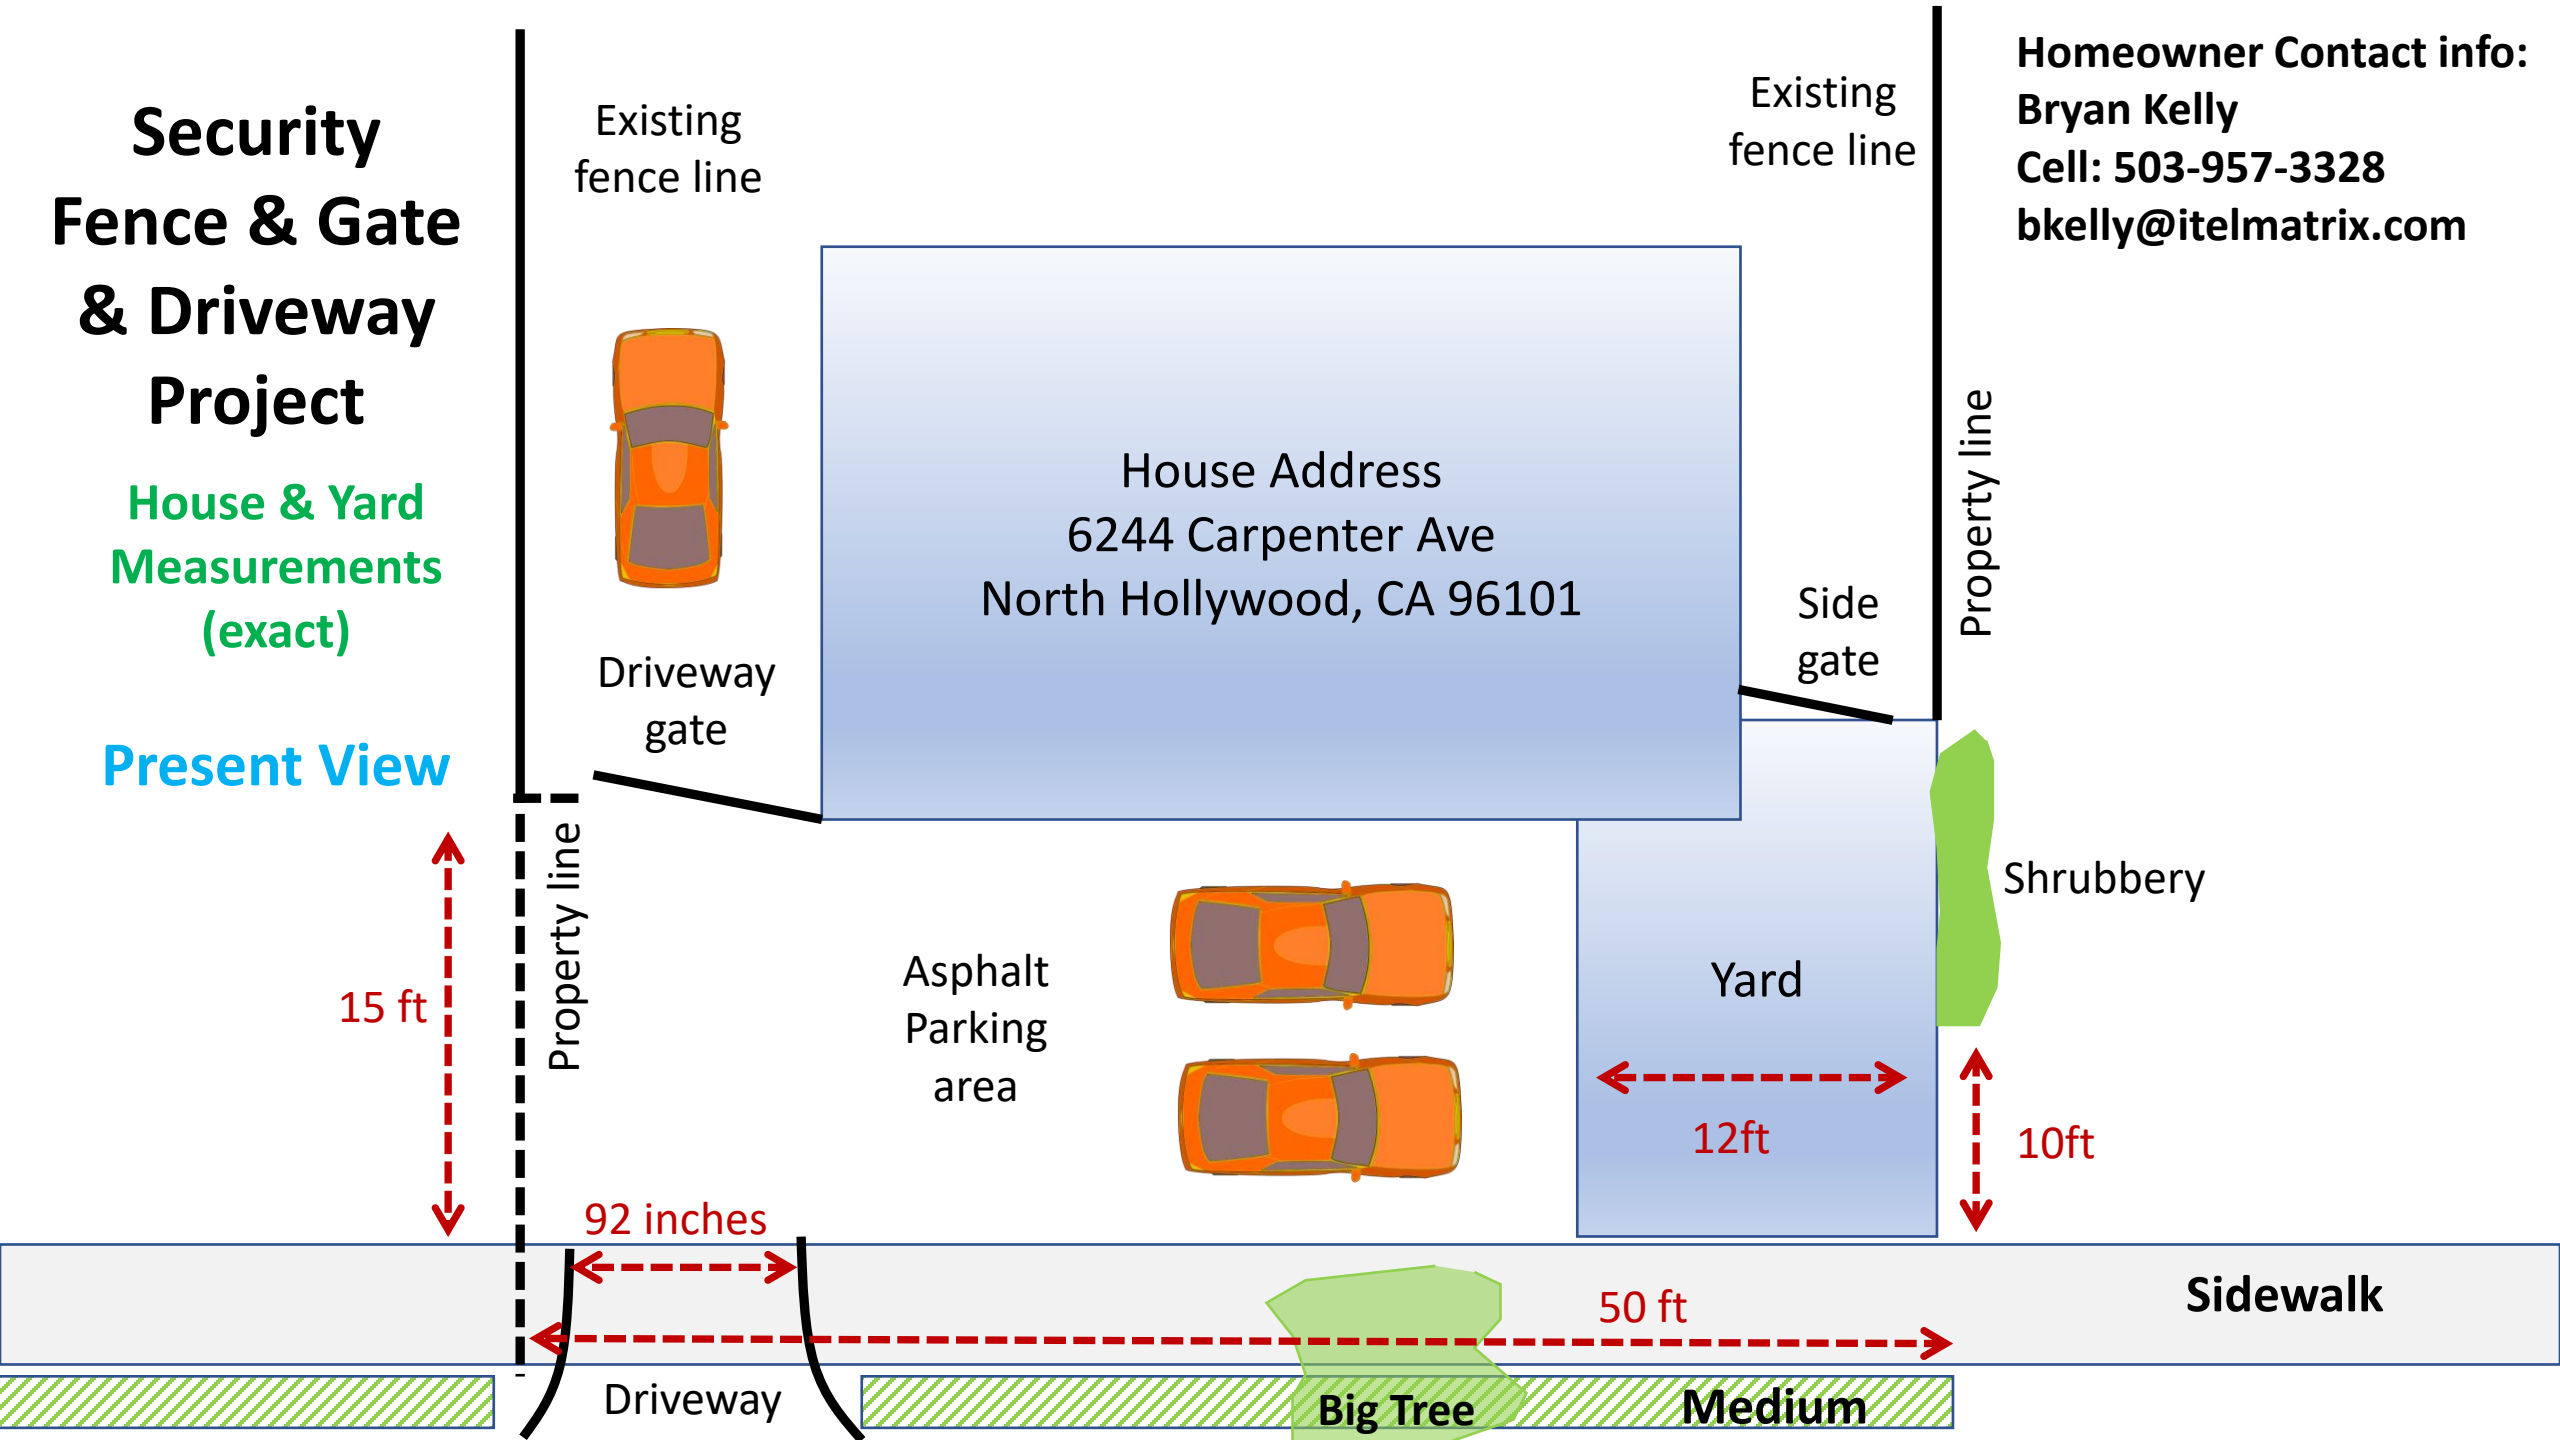 Security
Fence & Gate
& Driveway
Project
House & Yard
Measurements
(exact)
Present View
Existing
fence line
Existing
fence line
Homeowner Contact info:
Bryan Kelly
Cell: 503-957-3328
bkelly@itelmatrix.com
House Address
6244 Carpenter Ave
North Hollywood, CA 96101
Property line
Side
gate
Driveway
gate
Property line
15 ft
Asphalt
Parking
area
Yard
Shrubbery
12ft
10ft
92 inches
50 ft
Sidewalk
Driveway
Big Tree
Medium